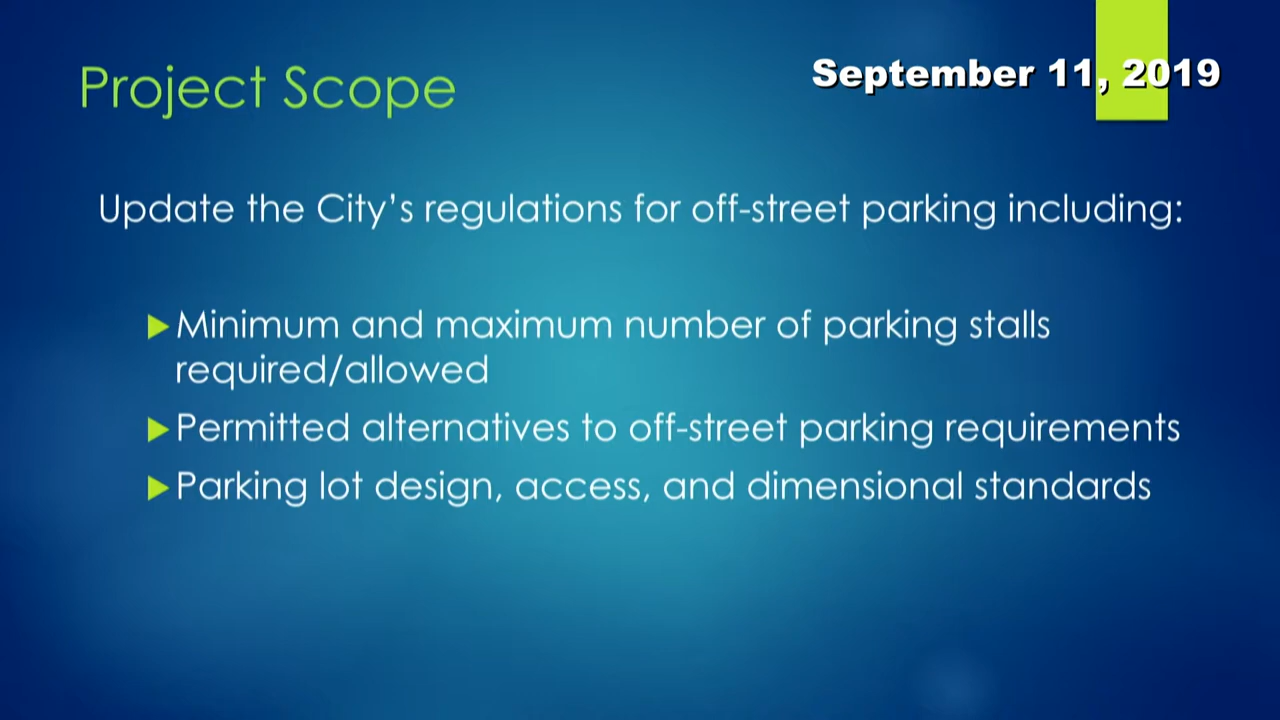 Project Scope
September 11, 2019
Update the City’s regulations for off-street parking including:
Minimum and maximum number of parking stalls
required/allowed
Permitted alternatives to off-street parking requirements
Parking lot design, access, and dimensional standards